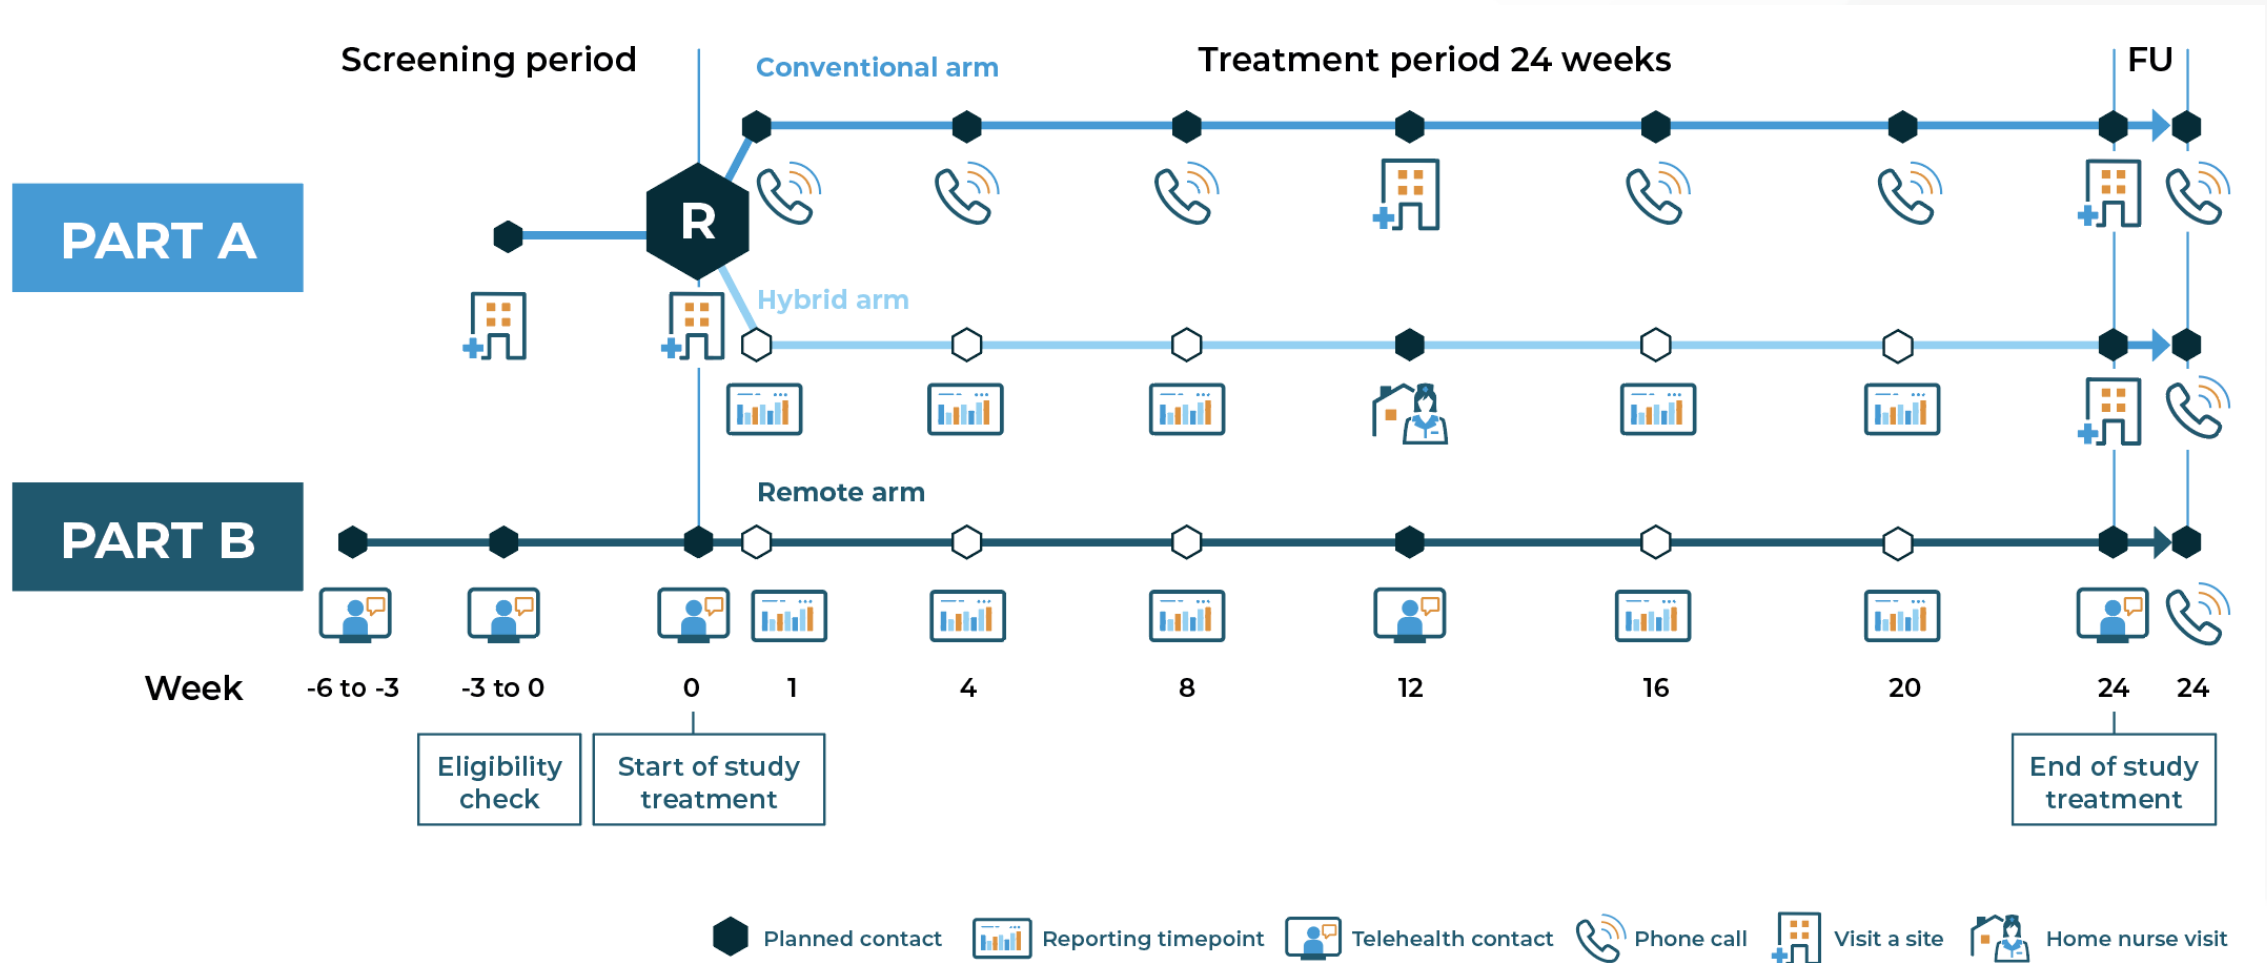 Screening period
Conventional arm
Treatment period 24 weeks
FU
PART A
R
Hybrid arm
PART B
Remote arm
Week
-6 to -3
-3 to 0
0
1
4
8
12
16
20
24
24
Eligibility
check
Start of study
treatment
End of study
treatment
Planned contact
Reporting timepoint
Telehealth contact
Phone call
Visit a site
Home nurse visit